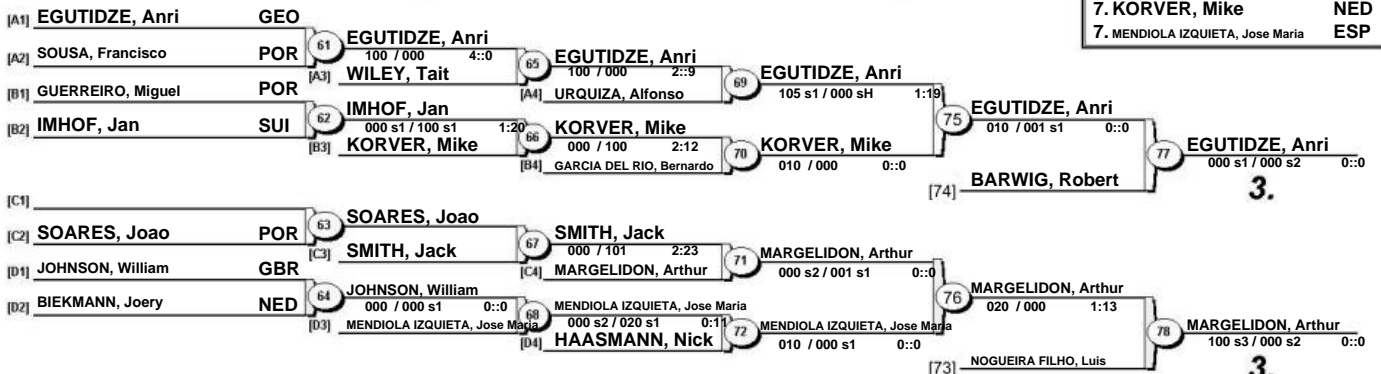 7. KORVER, Mike NED
7. MENDIOLA IZQUIETA, Jose Maria ESP
[A1] EGUTIDZE, Anri GEO
[A2] SOUSA, Francisco POR
61 EGUTIDZE, Anri
100 / 000 4::0
[A3] WILEY, Tait
[B1] GUERREIRO, Miguel POR
[B2] IMHOF, Jan SUI
62 IMHOF, Jan
000 s1 / 100 s1 1:20
[B3] KORVER, Mike
65 EGUTIDZE, Anri
100 / 000 2::9
[A4] URQUIZA, Alfonso
66 KORVER, Mike
000 / 100 2:12
[B4] GARCIA DEL RIO, Bernardo
69 EGUTIDZE, Anri
105 s1 / 000 sH 1:19
70 KORVER, Mike
010 / 000 0::0
75 EGUTIDZE, Anri
010 / 001 s1 0::0
[74] BARWIG, Robert
77 EGUTIDZE, Anri
000 s1 / 000 s2 0::0
3.
[C1]
[C2] SOARES, Joao POR
63 SOARES, Joao
[C3] SMITH, Jack
[D1] JOHNSON, William GBR
[D2] BIEKMANN, Joery NED
64 JOHNSON, William
000 / 000 s1 0::0
[D3] MENDIOLA IZQUIETA, Jose Maria
67 SMITH, Jack
000 / 101 2:23
[C4] MARGELIDON, Arthur
68 MENDIOLA IZQUIETA, Jose Maria
000 s2 / 020 s1 0:11
[D4] HAASMANN, Nick
71 MARGELIDON, Arthur
000 s2 / 001 s1 0::0
72 MENDIOLA IZQUIETA, Jose Maria
010 / 000 s1 0::0
76 MARGELIDON, Arthur
020 / 000 1:13
[73] NOGUEIRA FILHO, Luis
78 MARGELIDON, Arthur
100 s3 / 000 s2 0::0
3.